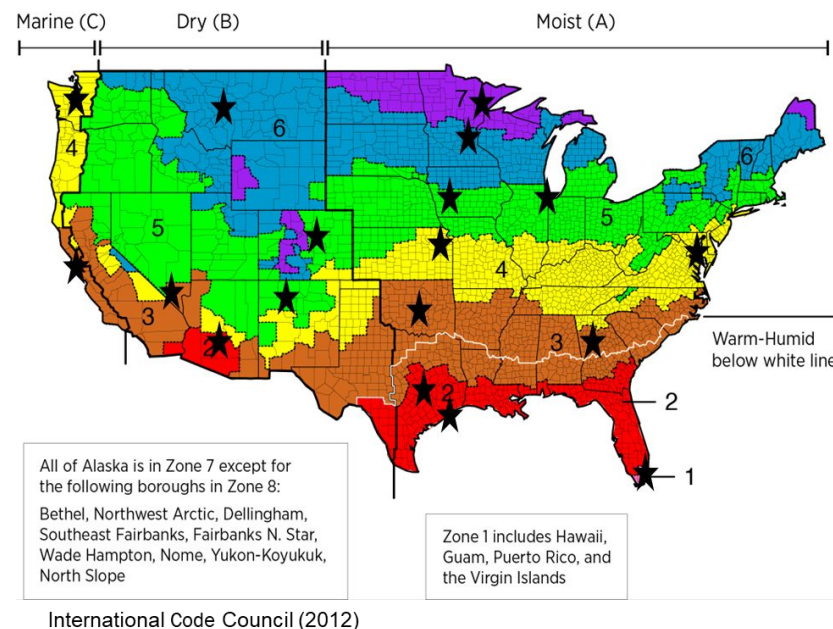 Marine (C)
Dry (B)
Moist (A)
7
6
6
4
5
5
4
3
3
Warm-Humid
below white line
2
2
2
1
All of Alaska is in Zone 7 except for
the following boroughs in Zone 8:
Bethel, Northwest Arctic, Dellingham,
Southeast Fairbanks, Fairbanks N. Star,
Wade Hampton, Nome, Yukon-Koyukuk,
North Slope
Zone 1 includes Hawaii,
Guam, Puerto Rico, and
the Virgin Islands
International Code Council (2012)